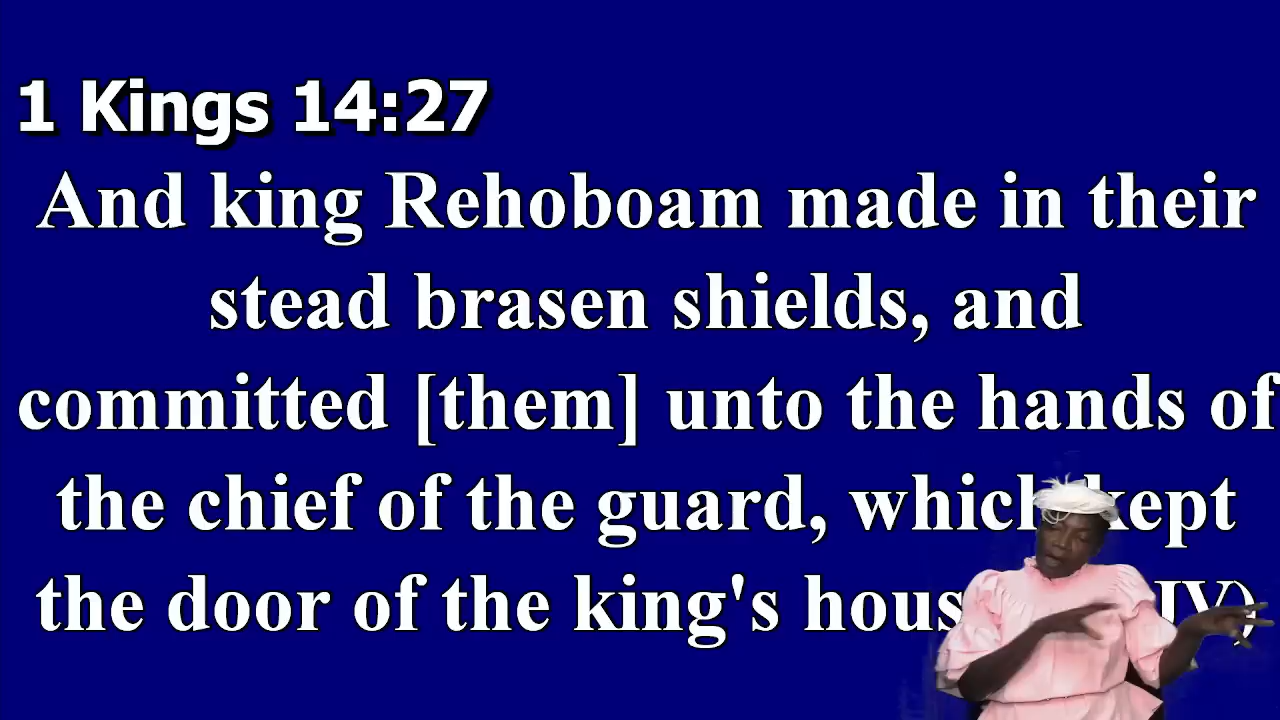 1 Kings 14:27
And king Rehoboam made in their
stead brasen shields, and
committed [them] unto the hands of
the chief of the guard, which kept
the door of the king's hous